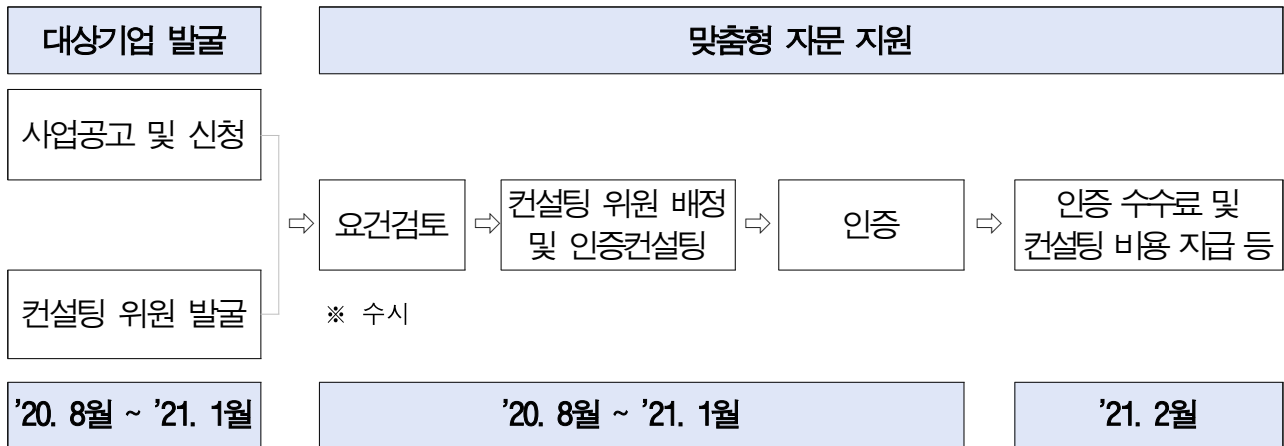 대상기업 발굴
맞춤형 자문 지원
사업공고 및 신청
컨설팅 위원 발굴
⇨
요건검토
⇨
컨설팅 위원 배정
및 인증컨설팅
⇨
인증
⇨
인증 수수료 및
컨설팅 비용 지급 등
※ 수시
’20. 8월 ~ ’21. 1월
’20. 8월 ~ ’21. 1월
’21. 2월